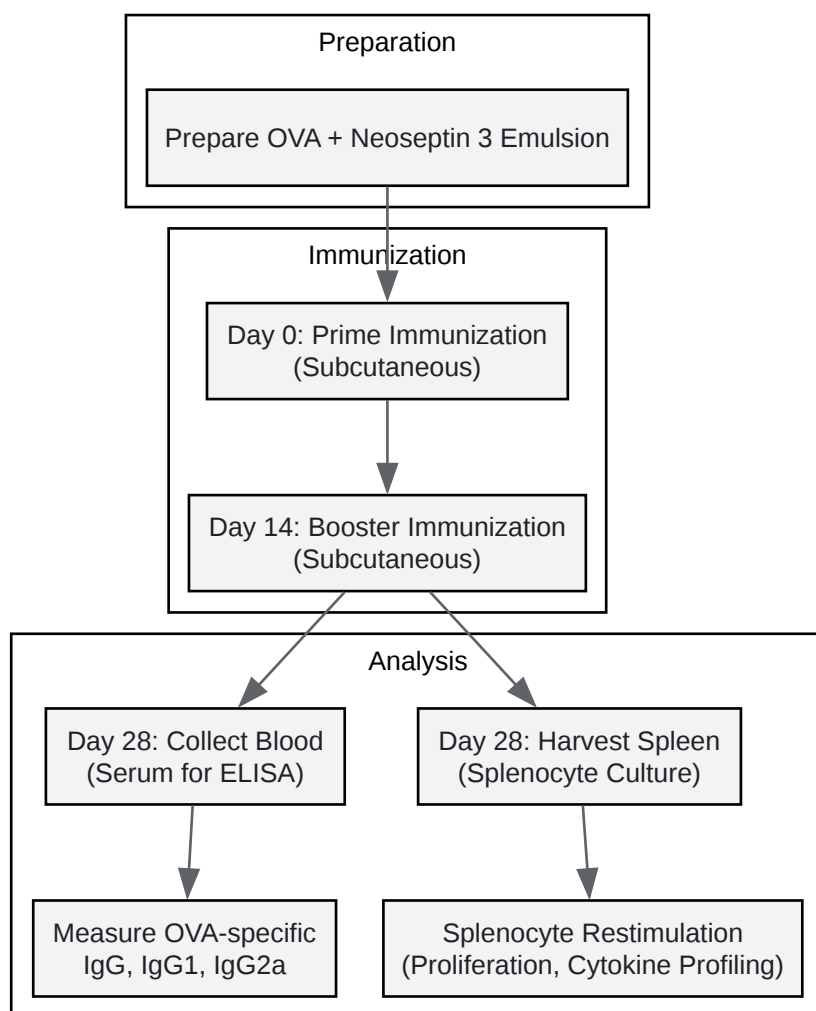 Preparation
Prepare OVA + Neoseptin 3 Emulsion
Immunization
Day 0: Prime Immunization
(Subcutaneous)
Day 14: Booster Immunization
(Subcutaneous)
Analysis
Day 28: Collect Blood
(Serum for ELISA)
Day 28: Harvest Spleen
(Splenocyte Culture)
Measure OVA-specific
IgG, IgG1, IgG2a
Splenocyte Restimulation
(Proliferation, Cytokine Profiling)